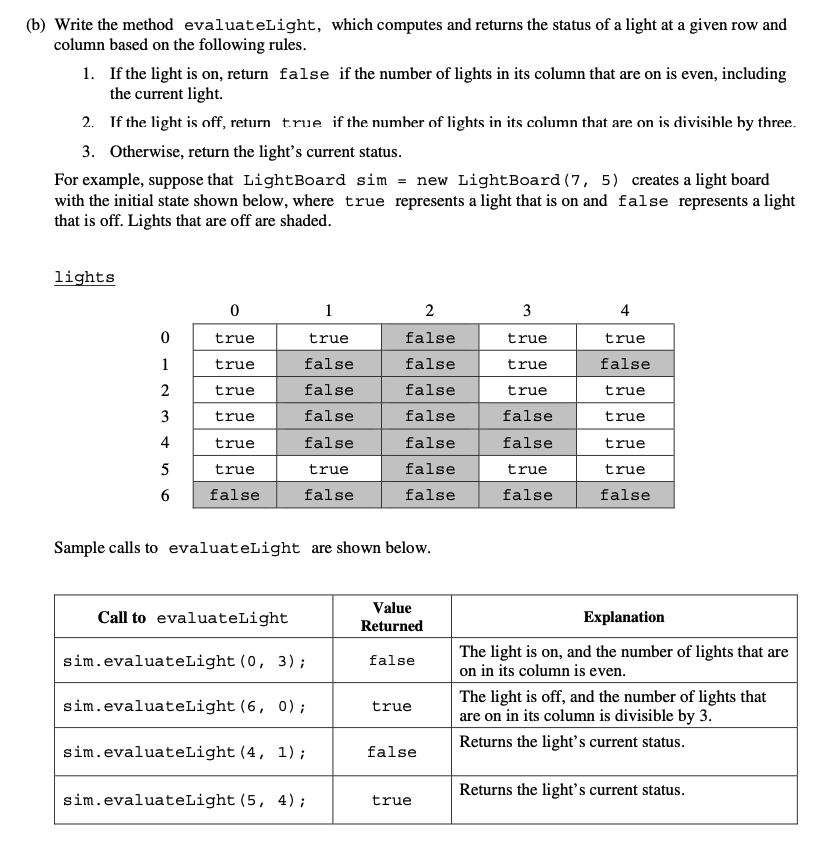 (b) Write the method evaluateLight, which computes and returns the status of a light at a given row and
column based on the following rules.
1. If the light is on, return false if the number of lights in its column that are on is even, including
the current light.
2. If the light is off, return true if the number of lights in its column that are on is divisible by three.
3. Otherwise, return the light's current status.
For example, suppose that LightBoard sim = new LightBoard(7, 5) creates a light board
with the initial state shown below, where true represents a light that is on and false represents a light
that is off. Lights that are off are shaded.
lights
0 1 2 3 4
0 true true false true true
1 true false false true false
2 true false false true true
3 true false false false true
4 true false false false true
5 true true false true true
6 false false false false false
Sample calls to evaluateLight are shown below.
Call to evaluateLight
Value
Returned
Explanation
sim.evaluateLight(0, 3);
false
The light is on, and the number of lights that are
on in its column is even.
sim.evaluateLight(6, 0);
true
The light is off, and the number of lights that
are on in its column is divisible by 3.
sim.evaluateLight(4, 1);
false
Returns the light's current status.
sim.evaluateLight(5, 4);
true
Returns the light's current status.